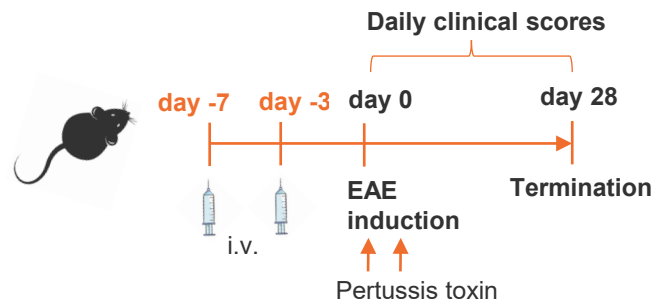 Daily clinical scores
day -7
day -3
day 0
day 28
i.v.
EAE
induction
Termination
Pertussis toxin